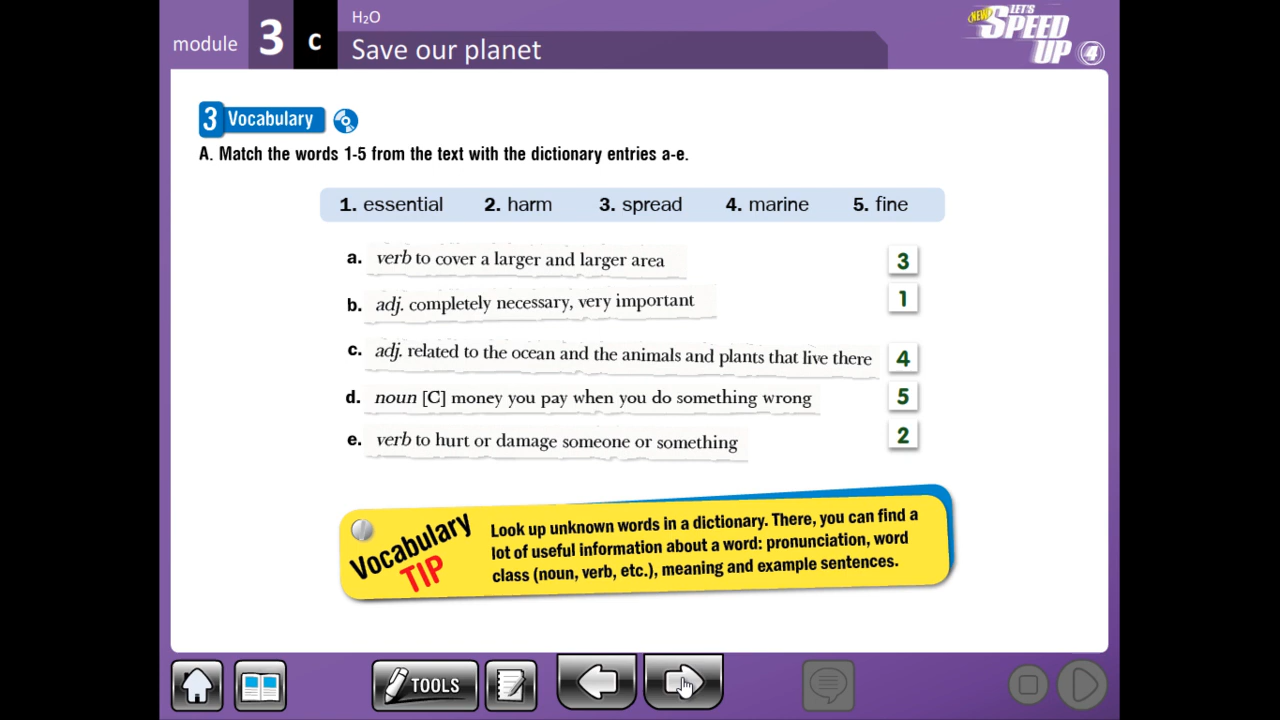 H₂O
module 3 c
Save our planet
NEW LET'S SPEED UP 4
3 Vocabulary
A. Match the words 1-5 from the text with the dictionary entries a-e.
1. essential 2. harm 3. spread 4. marine 5. fine
a. verb to cover a larger and larger area 3
b. adj. completely necessary, very important 1
c. adj. related to the ocean and the animals and plants that live there 4
d. noun [C] money you pay when you do something wrong 5
e. verb to hurt or damage someone or something 2
Vocabulary
TIP
Look up unknown words in a dictionary. There, you can find a
lot of useful information about a word: pronunciation, word
class (noun, verb, etc.), meaning and example sentences.
TOOLS